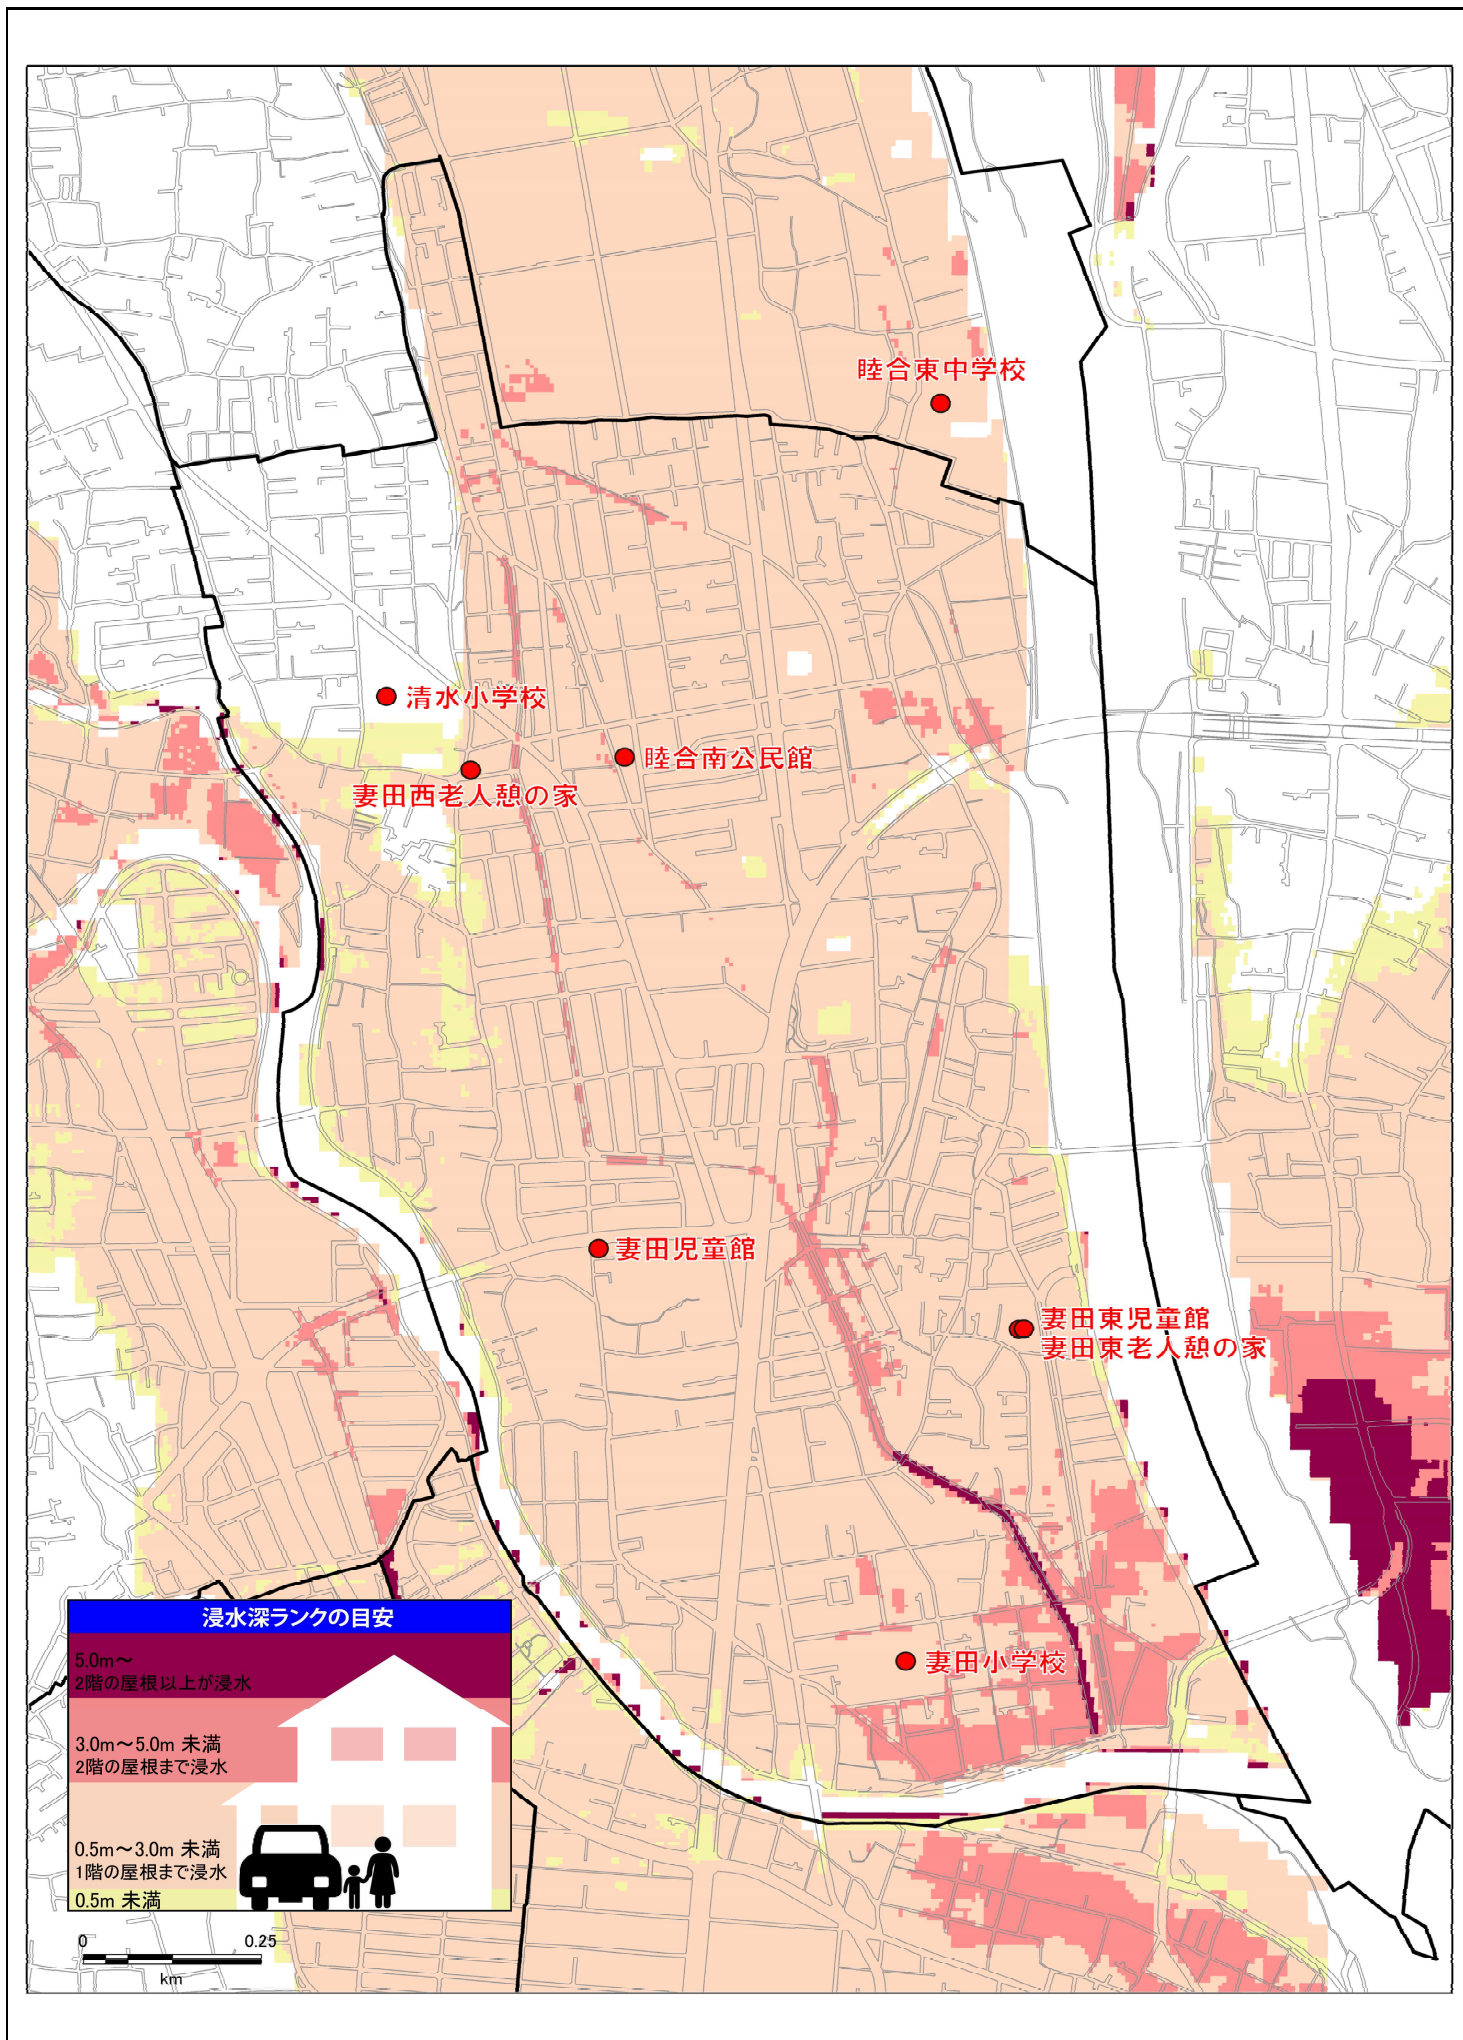 睦合東中学校
清水小学校
睦合南公民館
妻田西老人憩の家
妻田児童館
妻田東児童館
妻田東老人憩の家
妻田小学校
浸水深ランクの目安
5.0m～
2階の屋根以上が浸水
3.0m～5.0m 未満
2階の屋根まで浸水
0.5m～3.0m 未満
1階の屋根まで浸水
0.5m 未満
0 0.25
km